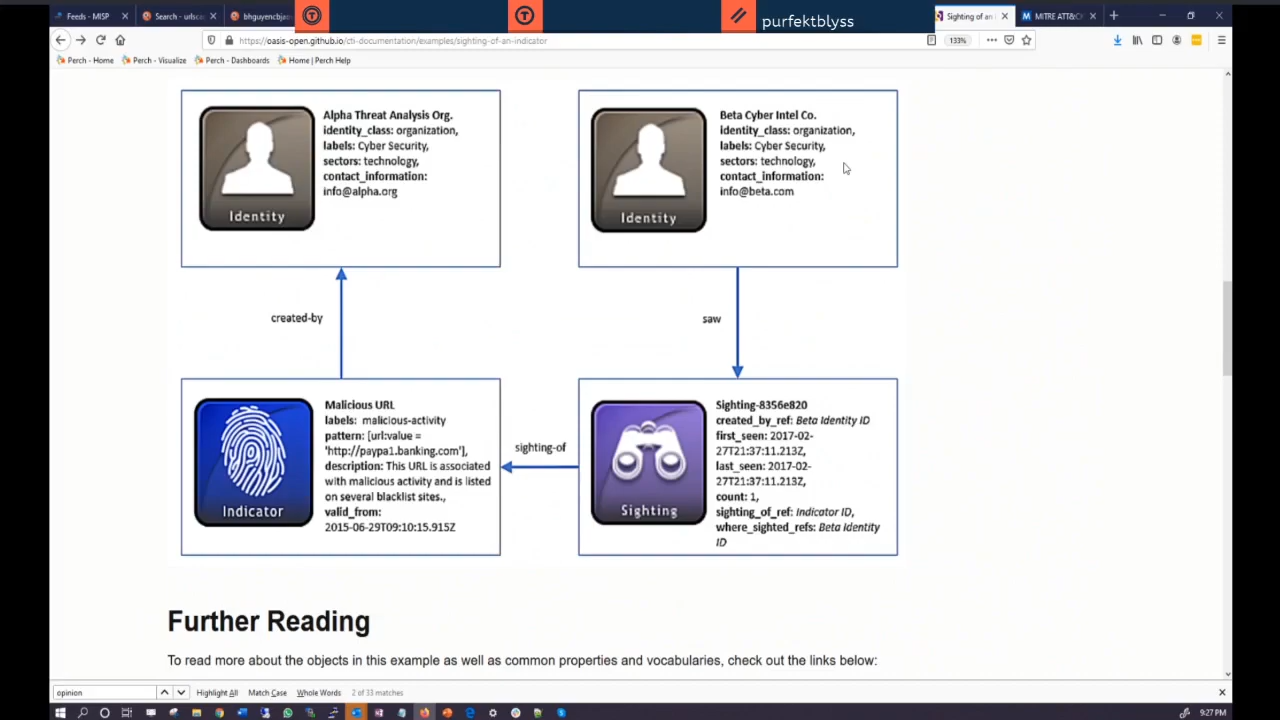 Feeds - MISP
Search - urlsca
bhguyencbjas
purfektblyss
Sighting of an I
MITRE ATT&C
https://oasis-open.github.io/cti-documentation/examples/sighting-of-an-indicator
133%
Perch - Home
Perch - Visualize
Perch - Dashboards
Home | Perch Help
Alpha Threat Analysis Org.
identity_class: organization,
labels: Cyber Security,
sectors: technology,
contact_information:
info@alpha.org
Identity
Beta Cyber Intel Co.
identity_class: organization,
labels: Cyber Security,
sectors: technology,
contact_information:
info@beta.com
Identity
created-by
saw
Malicious URL
labels: malicious-activity
pattern: [url:value =
'http://paypa1.banking.com'],
description: This URL is associated
with malicious activity and is listed
on several blacklist sites.,
valid_from:
2015-06-29T09:10:15.915Z
Indicator
sighting-of
Sighting-8356e820
created_by_ref: Beta Identity ID
first_seen: 2017-02-
27T21:37:11.213Z,
last_seen: 2017-02-
27T21:37:11.213Z,
count: 1,
sighting_of_ref: Indicator ID,
where_sighted_refs: Beta Identity
ID
Sighting
Further Reading
To read more about the objects in this example as well as common properties and vocabularies, check out the links below:
opinion
Highlight All
Match Case
Whole Words
2 of 33 matches
9:27 PM